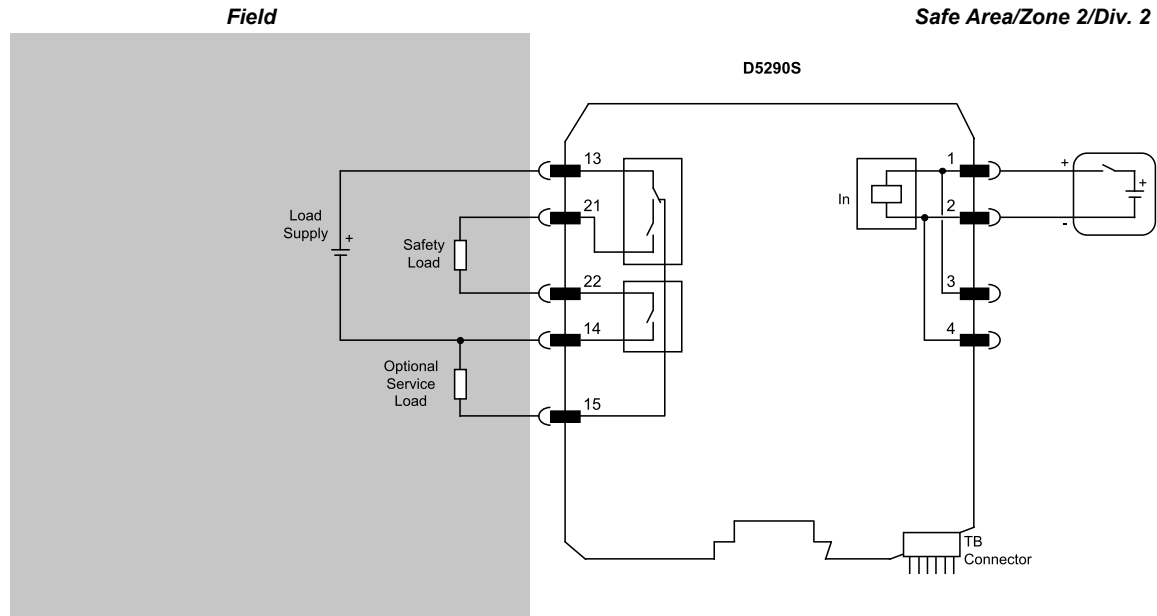 Field
Safe Area/Zone 2/Div. 2
D5290S
13
21
22
14
15
Load
Supply
+
Safety
Load
Optional
Service
Load
In
1
2
3
4
+
-
+
TB
Connector